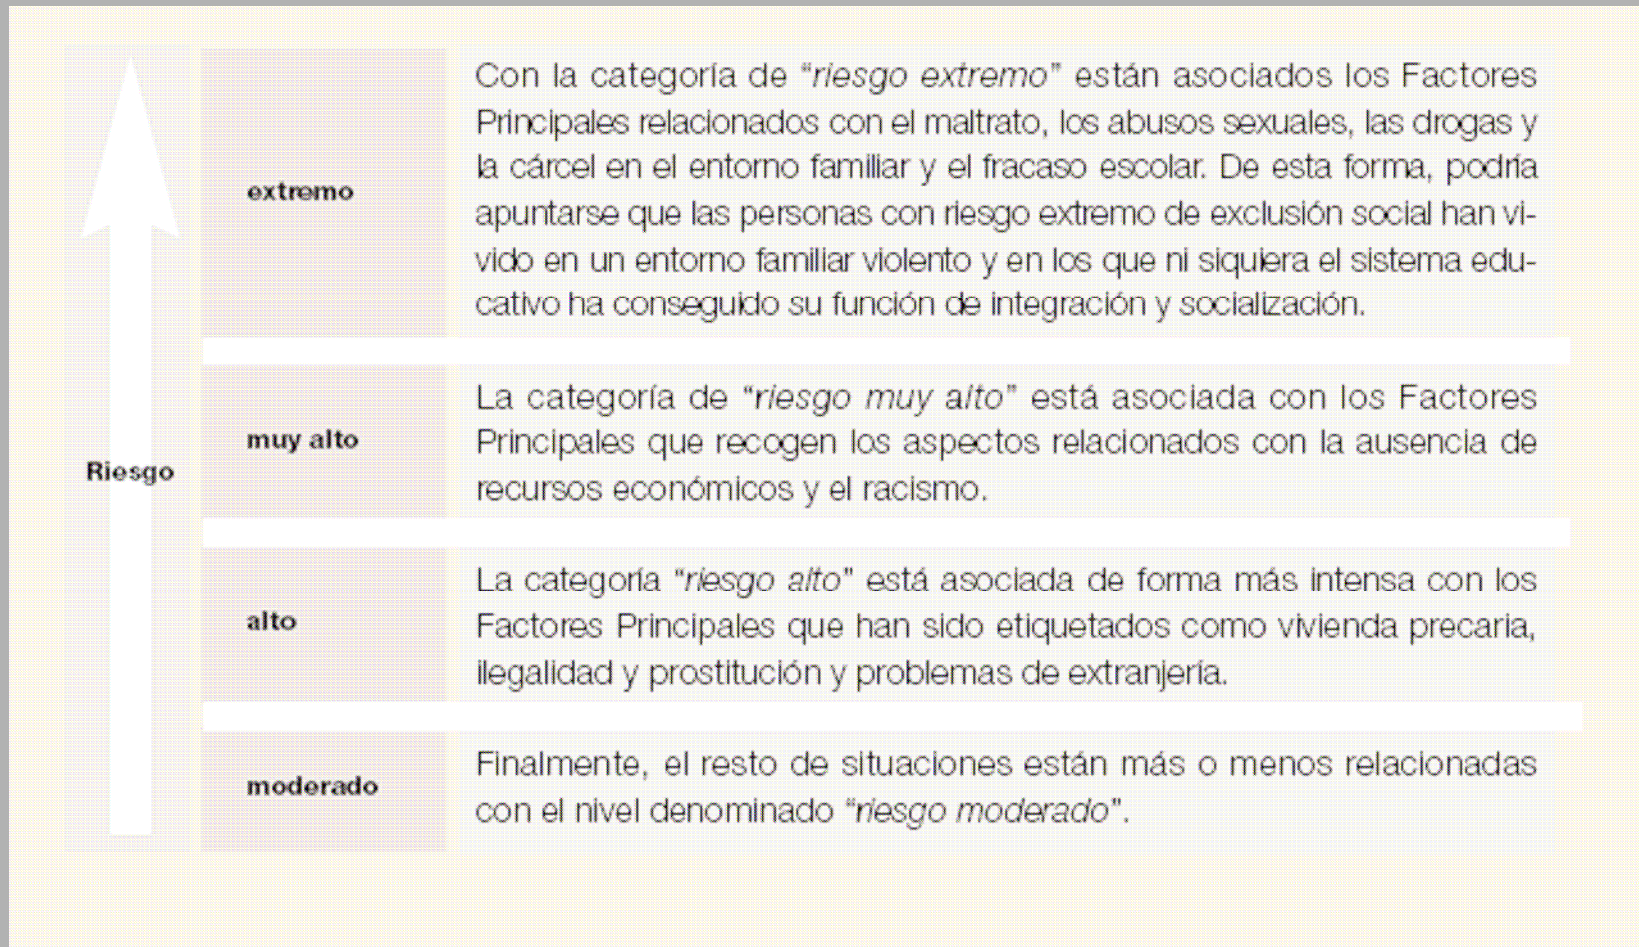 Riesgo
extremo
Con la categoría de “riesgo extremo” están asociados los Factores
Principales relacionados con el maltrato, los abusos sexuales, las drogas y
la cárcel en el entorno familiar y el fracaso escolar. De esta forma, podría
apuntarse que las personas con riesgo extremo de exclusión social han vi-
vido en un entorno familiar violento y en los que ni siquiera el sistema edu-
cativo ha conseguido su función de integración y socialización.
muy alto
La categoría de “riesgo muy alto” está asociada con los Factores
Principales que recogen los aspectos relacionados con la ausencia de
recursos económicos y el racismo.
alto
La categoría “riesgo alto” está asociada de forma más intensa con los
Factores Principales que han sido etiquetados como vivienda precaria,
ilegalidad y prostitución y problemas de extranjería.
moderado
Finalmente, el resto de situaciones están más o menos relacionadas
con el nivel denominado “riesgo moderado”.